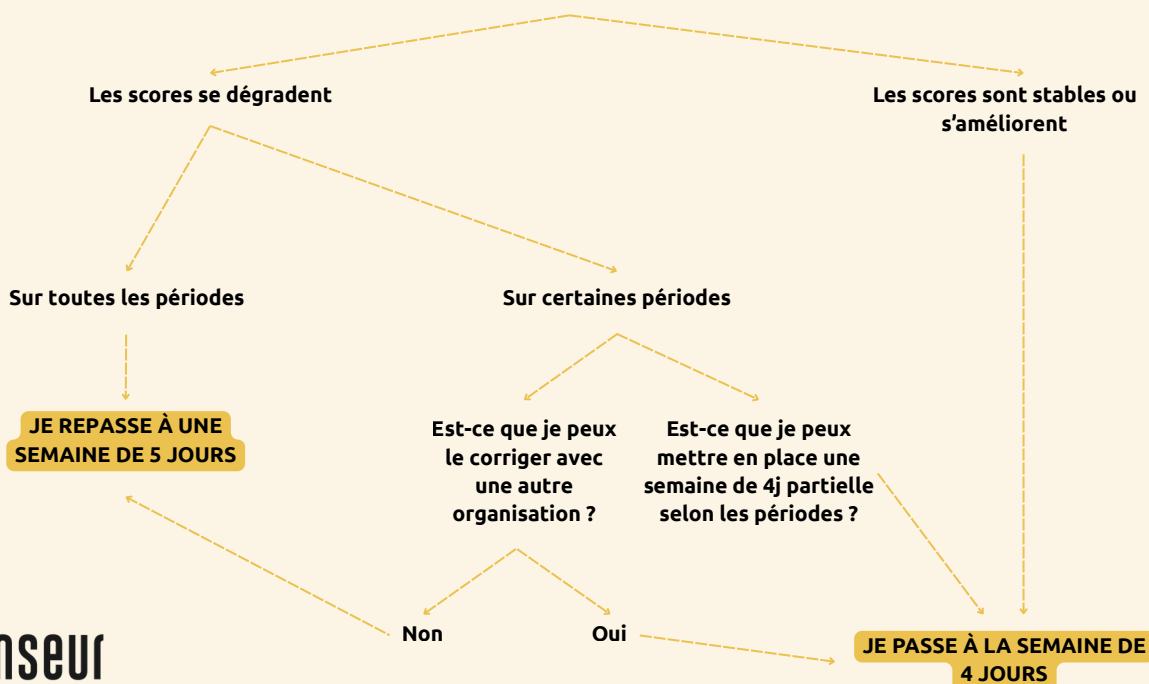 Les scores se dégradent
Les scores sont stables ou
s’améliorent
Sur toutes les périodes
Sur certaines périodes
JE REPASSE À UNE
SEMAINE DE 5 JOURS
Est-ce que je peux
le corriger avec
une autre
organisation ?
Est-ce que je peux
mettre en place une
semaine de 4j partielle
selon les périodes ?
Non
Oui
JE PASSE À LA SEMAINE DE
4 JOURS